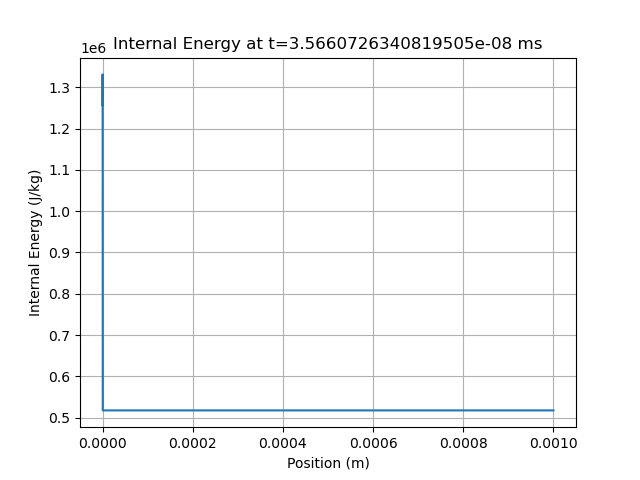 Internal Energy at t=3.5660726340819505e-08 ms
1e6
1.3
1.2
1.1
1.0
0.9
0.8
0.7
0.6
0.5
Internal Energy (J/kg)
0.0000 0.0002 0.0004 0.0006 0.0008 0.0010
Position (m)